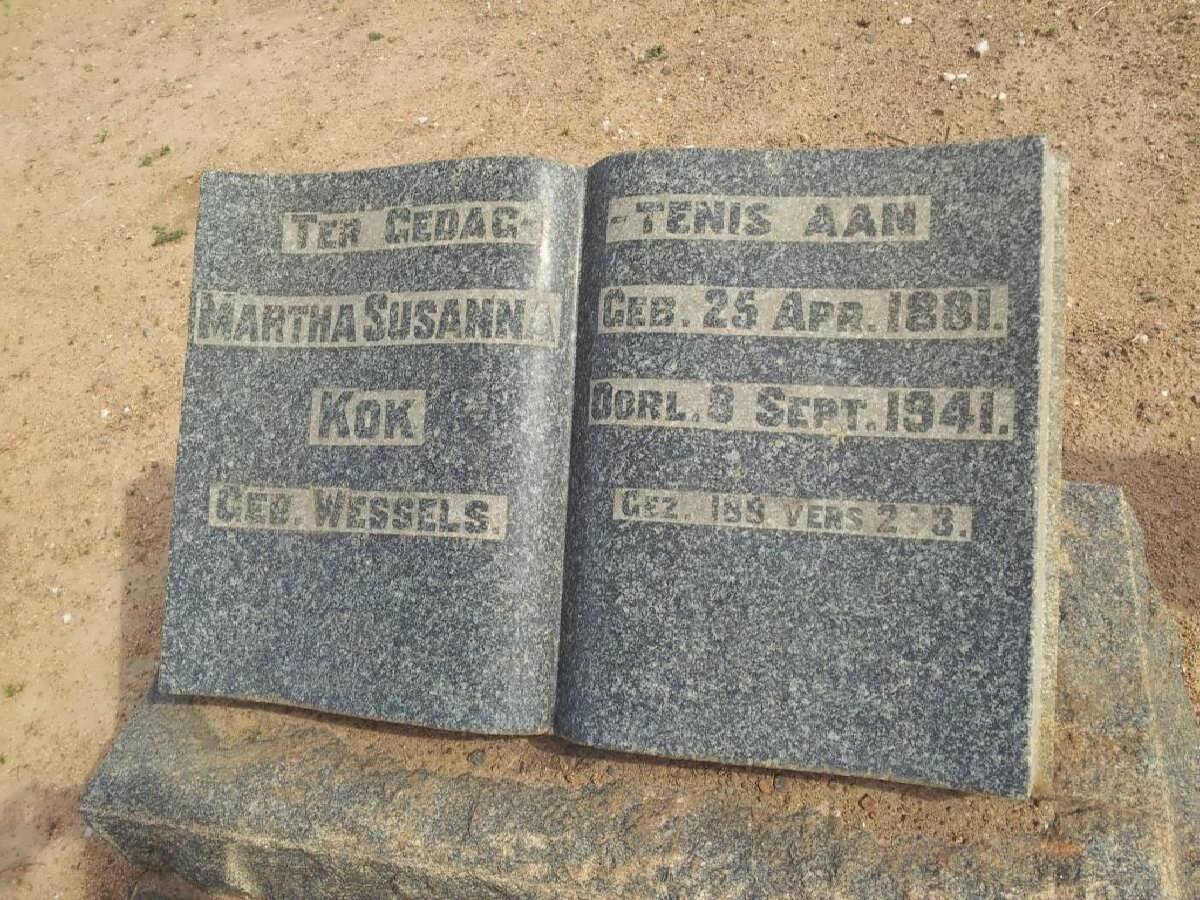 TER GEDAG-
MARTHA SUSANNA
KOK
GEB. WESSELS.
-TENIS AAN
GEB. 25 APR. 1881.
OORL. 8 SEPT. 1941.
GEZ. VERS 2 3.